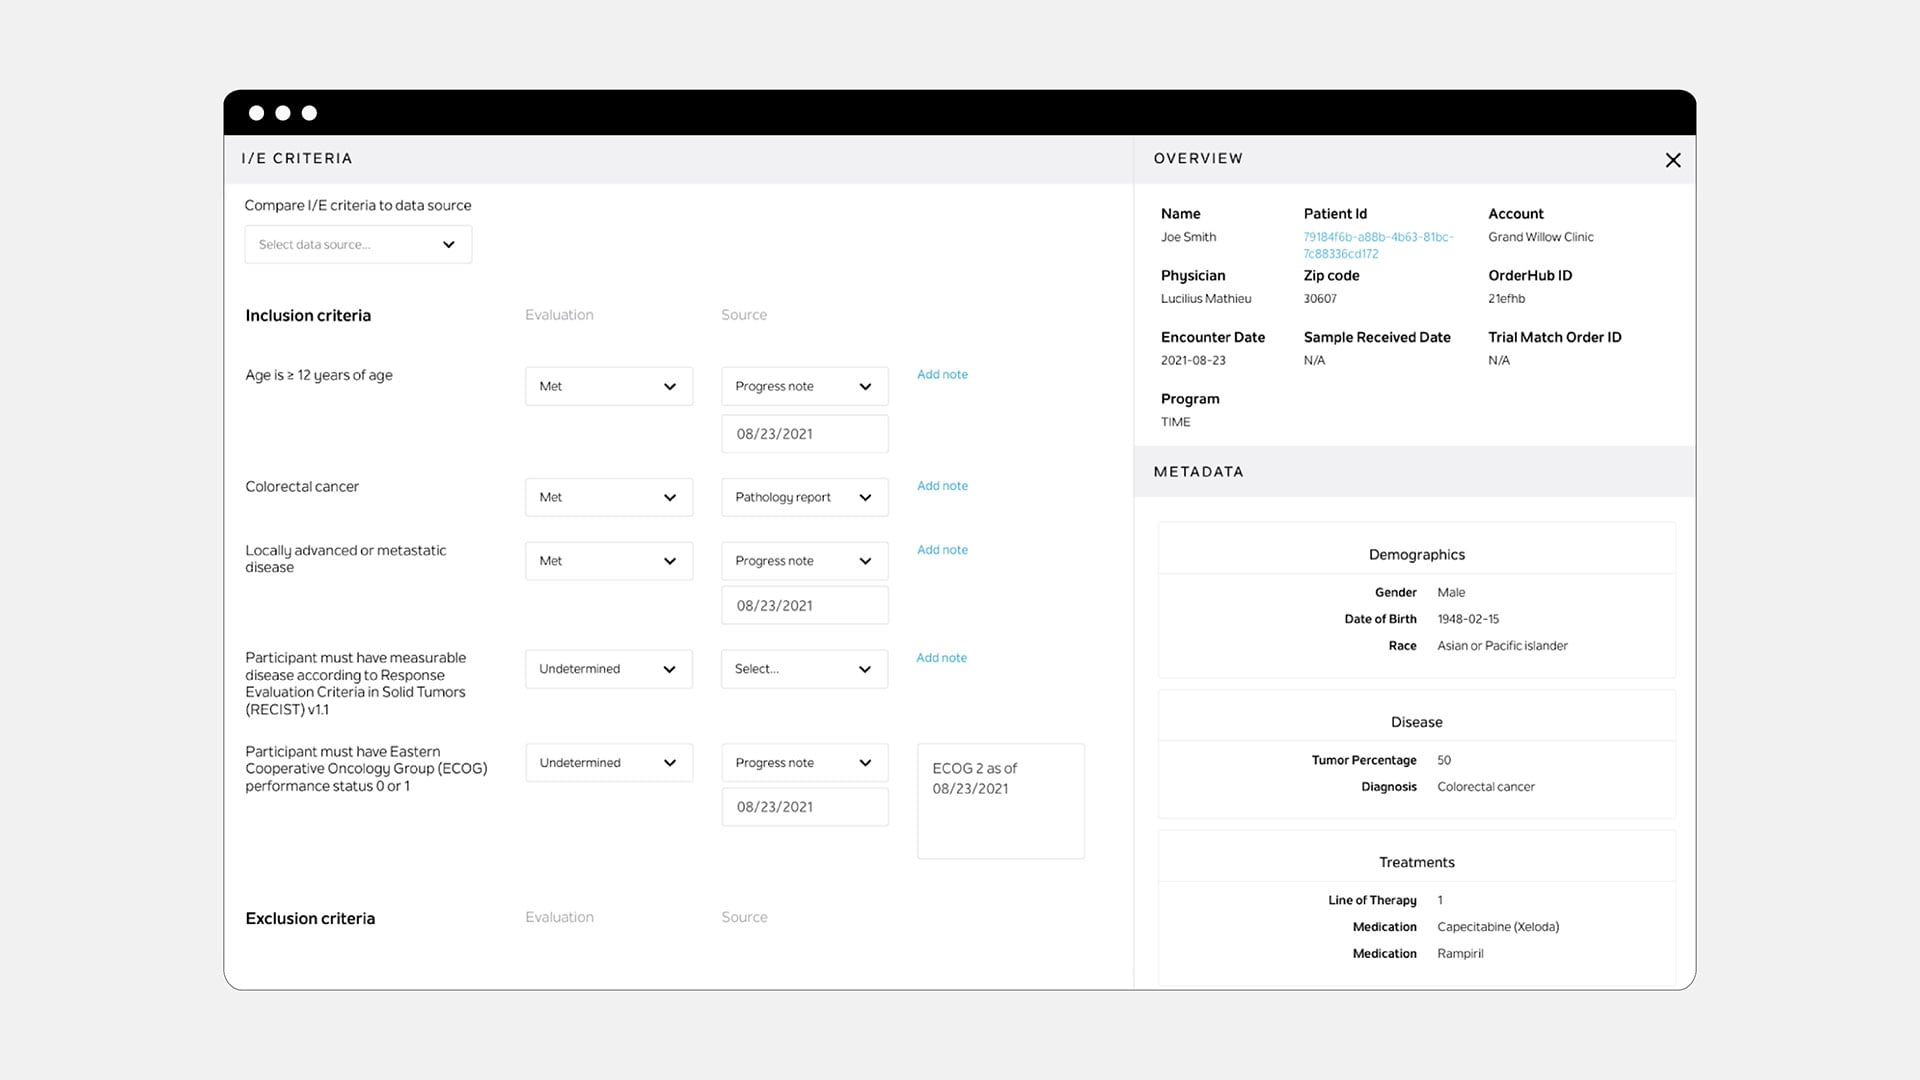 I/E CRITERIA
Compare I/E criteria to data source
Select data source...
Inclusion criteria
Evaluation
Source
Age is ≥ 12 years of age
Met
Progress note
Add note
08/23/2021
Colorectal cancer
Met
Pathology report
Add note
Locally advanced or metastatic
disease
Met
Progress note
Add note
08/23/2021
Participant must have measurable
disease according to Response
Evaluation Criteria in Solid Tumors
(RECIST) v1.1
Undetermined
Select...
Add note
Participant must have Eastern
Cooperative Oncology Group (ECOG)
performance status 0 or 1
Undetermined
Progress note
08/23/2021
ECOG 2 as of
08/23/2021
Exclusion criteria
Evaluation
Source
OVERVIEW
Name
Joe Smith
Patient Id
79184f6b-a88b-4b63-81bc-
7c88336cd172
Account
Grand Willow Clinic
Physician
Lucilius Mathieu
Zip code
30607
OrderHub ID
21efhb
Encounter Date
2021-08-23
Sample Received Date
N/A
Trial Match Order ID
N/A
Program
TIME
METADATA
Demographics
Gender Male
Date of Birth 1948-02-15
Race Asian or Pacific islander
Disease
Tumor Percentage 50
Diagnosis Colorectal cancer
Treatments
Line of Therapy 1
Medication Capecitabine (Xeloda)
Medication Rampiril